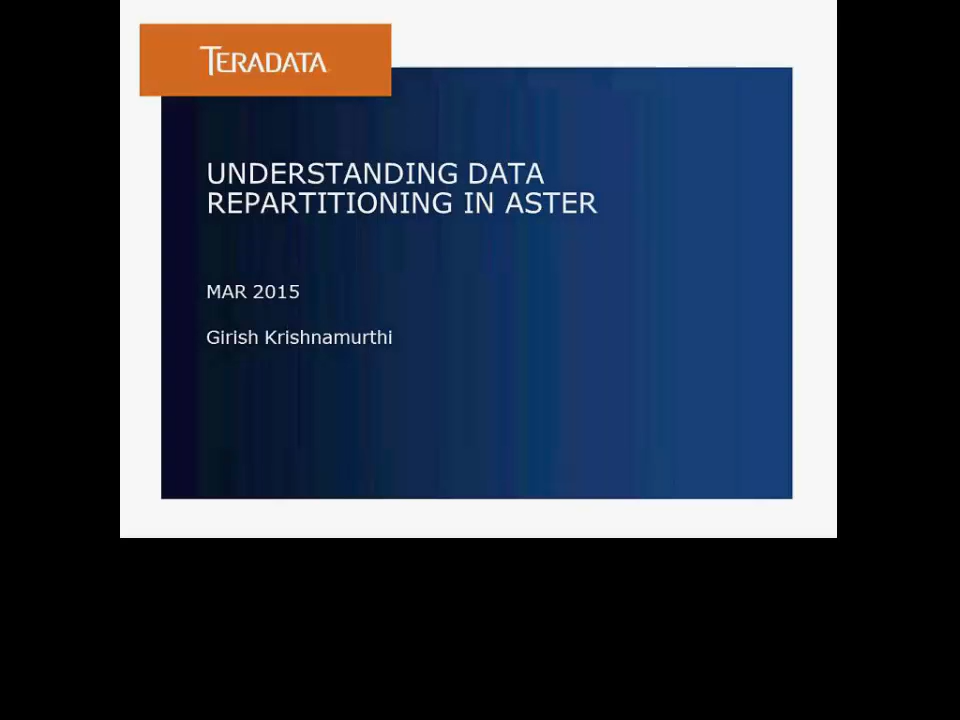 TERADATA
UNDERSTANDING DATA
REPARTITIONING IN ASTER
MAR 2015
Girish Krishnamurthi